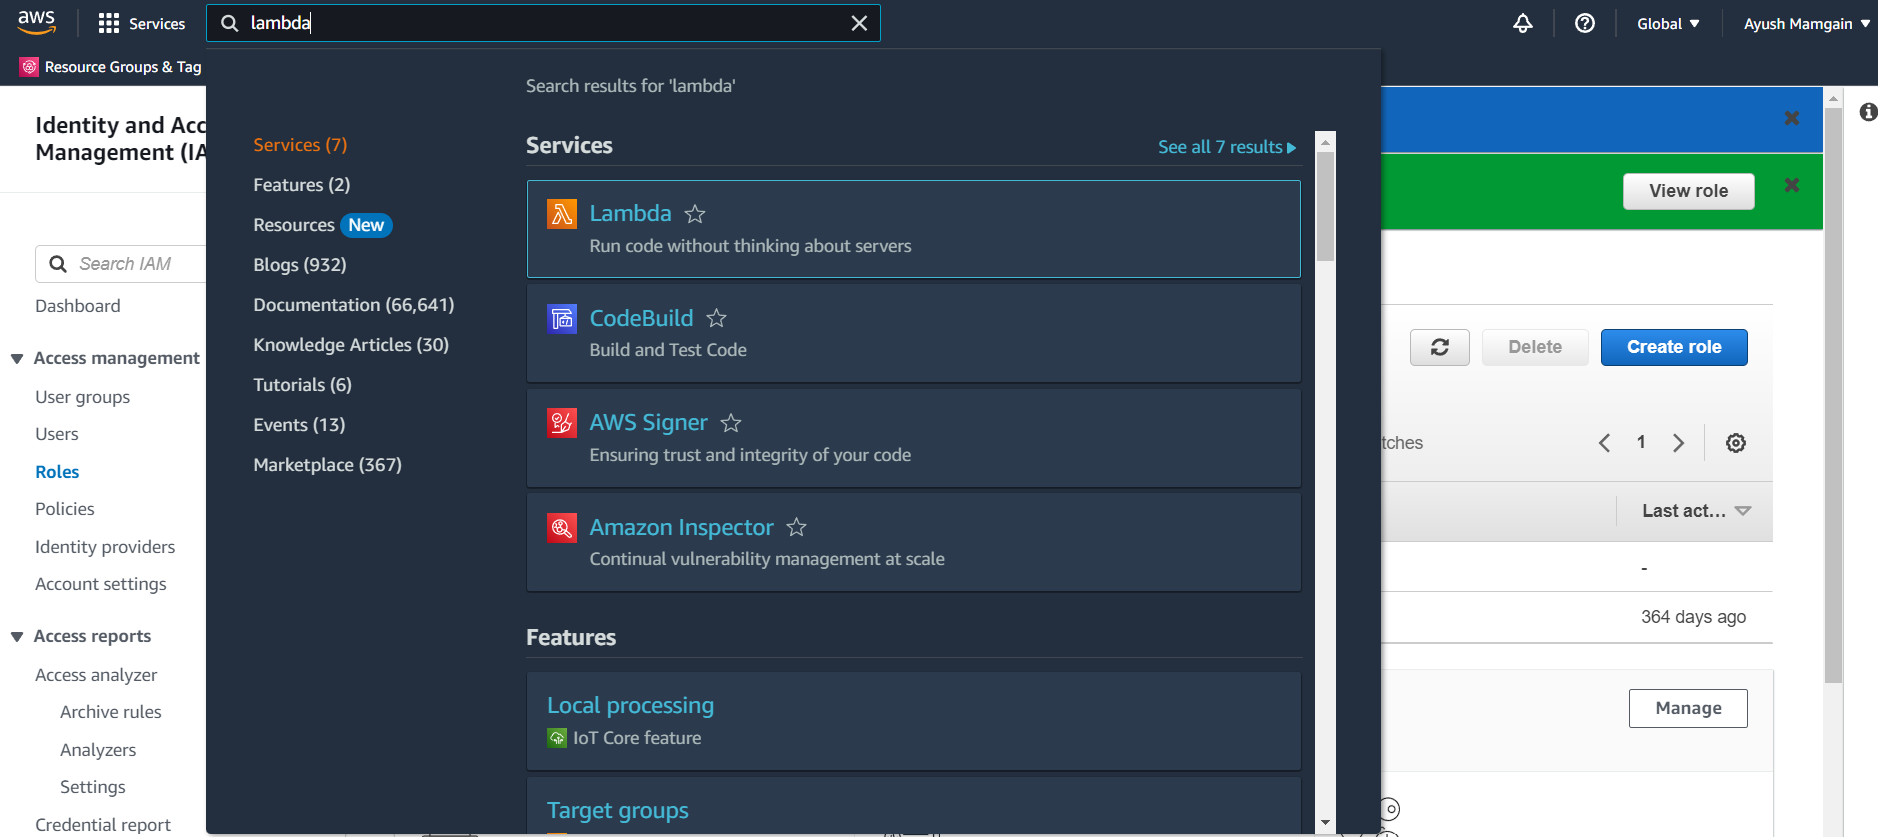 aws
Services
lambda
Global
Ayush Mamgain
Resource Groups & Tag
Search results for 'lambda'
Identity and Acc
Management (IA
Search IAM
Dashboard
Access management
User groups
Users
Roles
Policies
Identity providers
Account settings
Access reports
Access analyzer
Archive rules
Analyzers
Settings
Credential report
Services (7)
Features (2)
Resources New
Blogs (932)
Documentation (66,641)
Knowledge Articles (30)
Tutorials (6)
Events (13)
Marketplace (367)
Services
See all 7 results
Lambda
Run code without thinking about servers
CodeBuild
Build and Test Code
AWS Signer
Ensuring trust and integrity of your code
Amazon Inspector
Continual vulnerability management at scale
Features
Local processing
IoT Core feature
Target groups
View role
Delete
Create role
tches
1
Last act...
-
364 days ago
Manage